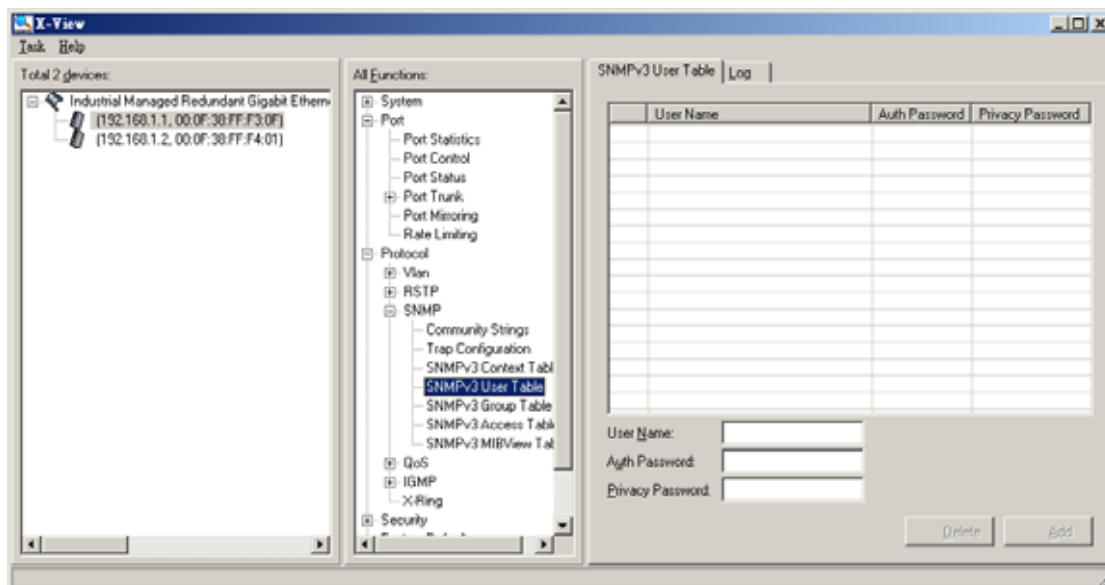 X-View
Task Help
Total 2 devices:
Industrial Managed Redundant Gigabit Ethern
(192.168.1.1, 00:0F:38:FF:F3:0F)
(192.168.1.2, 00:0F:38:FF:F4:01)
All Functions:
System
Port
Port Statistics
Port Control
Port Status
Port Trunk
Port Mirroring
Rate Limiting
Protocol
Vlan
RSTP
SNMP
Community Strings
Trap Configuration
SNMPv3 Context Tabl
SNMPv3 User Table
SNMPv3 Group Table
SNMPv3 Access Table
SNMPv3 MIBView Tab
QoS
IGMP
X-Ring
Security
SNMPv3 User Table Log
User Name Auth Password Privacy Password
User Name:
Auth Password:
Privacy Password:
Delete Add